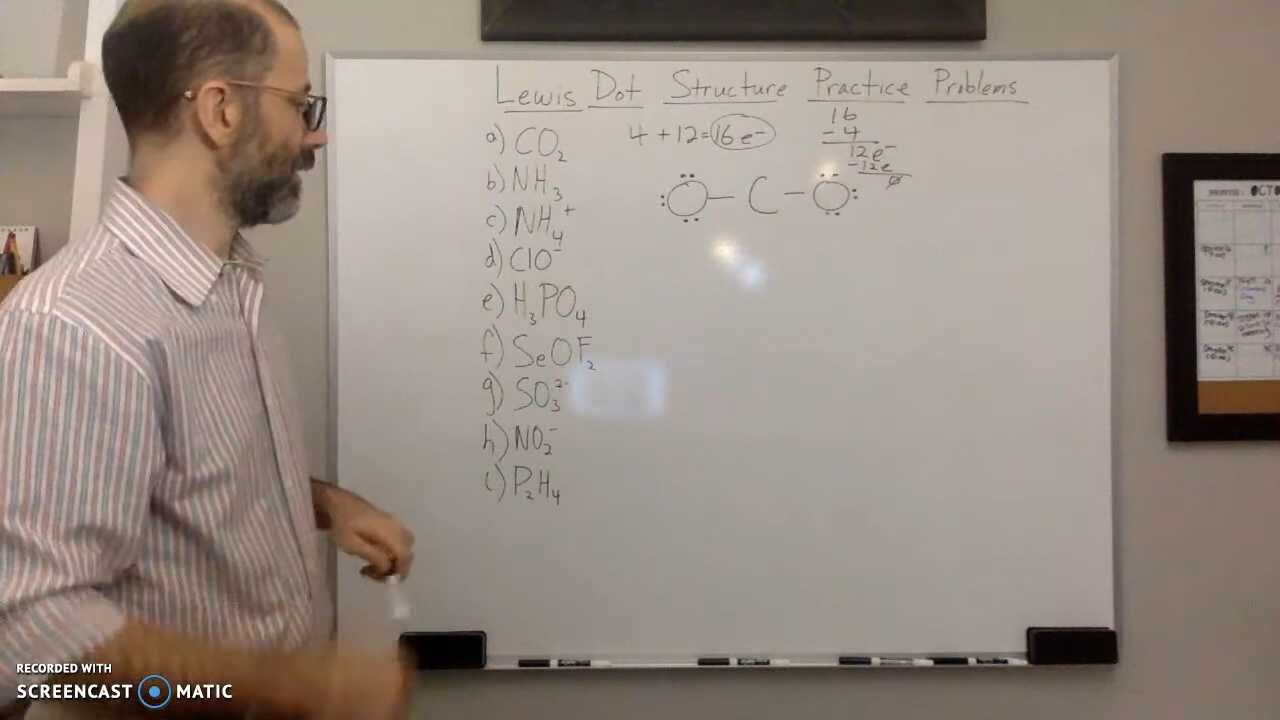 Lewis Dot Structure Practice Problems
a) CO₂
4 + 12 = 16 e⁻
16
- 4
12e⁻
- 12e
0
:O — C — O:
b) NH₃
c) NH₄⁺
d) ClO⁻
e) H₃PO₄
f) SeOF₂
g) SO₃²⁻
h) NO₂⁻
i) P₂H₄
RECORDED WITH
SCREENCAST MATIC